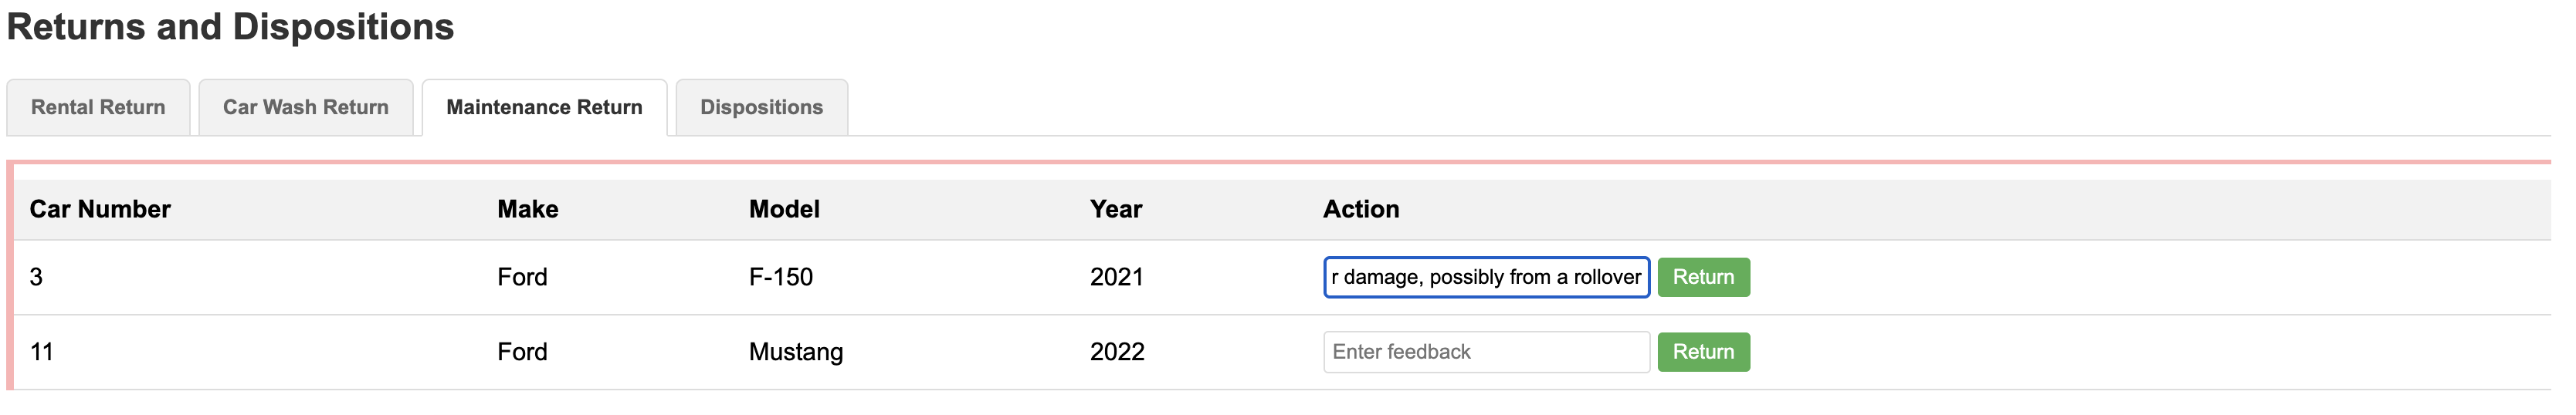 Returns and Dispositions
Rental Return Car Wash Return Maintenance Return Dispositions
Car Number Make Model Year Action
3 Ford F-150 2021 r damage, possibly from a rollover Return
11 Ford Mustang 2022 Enter feedback Return